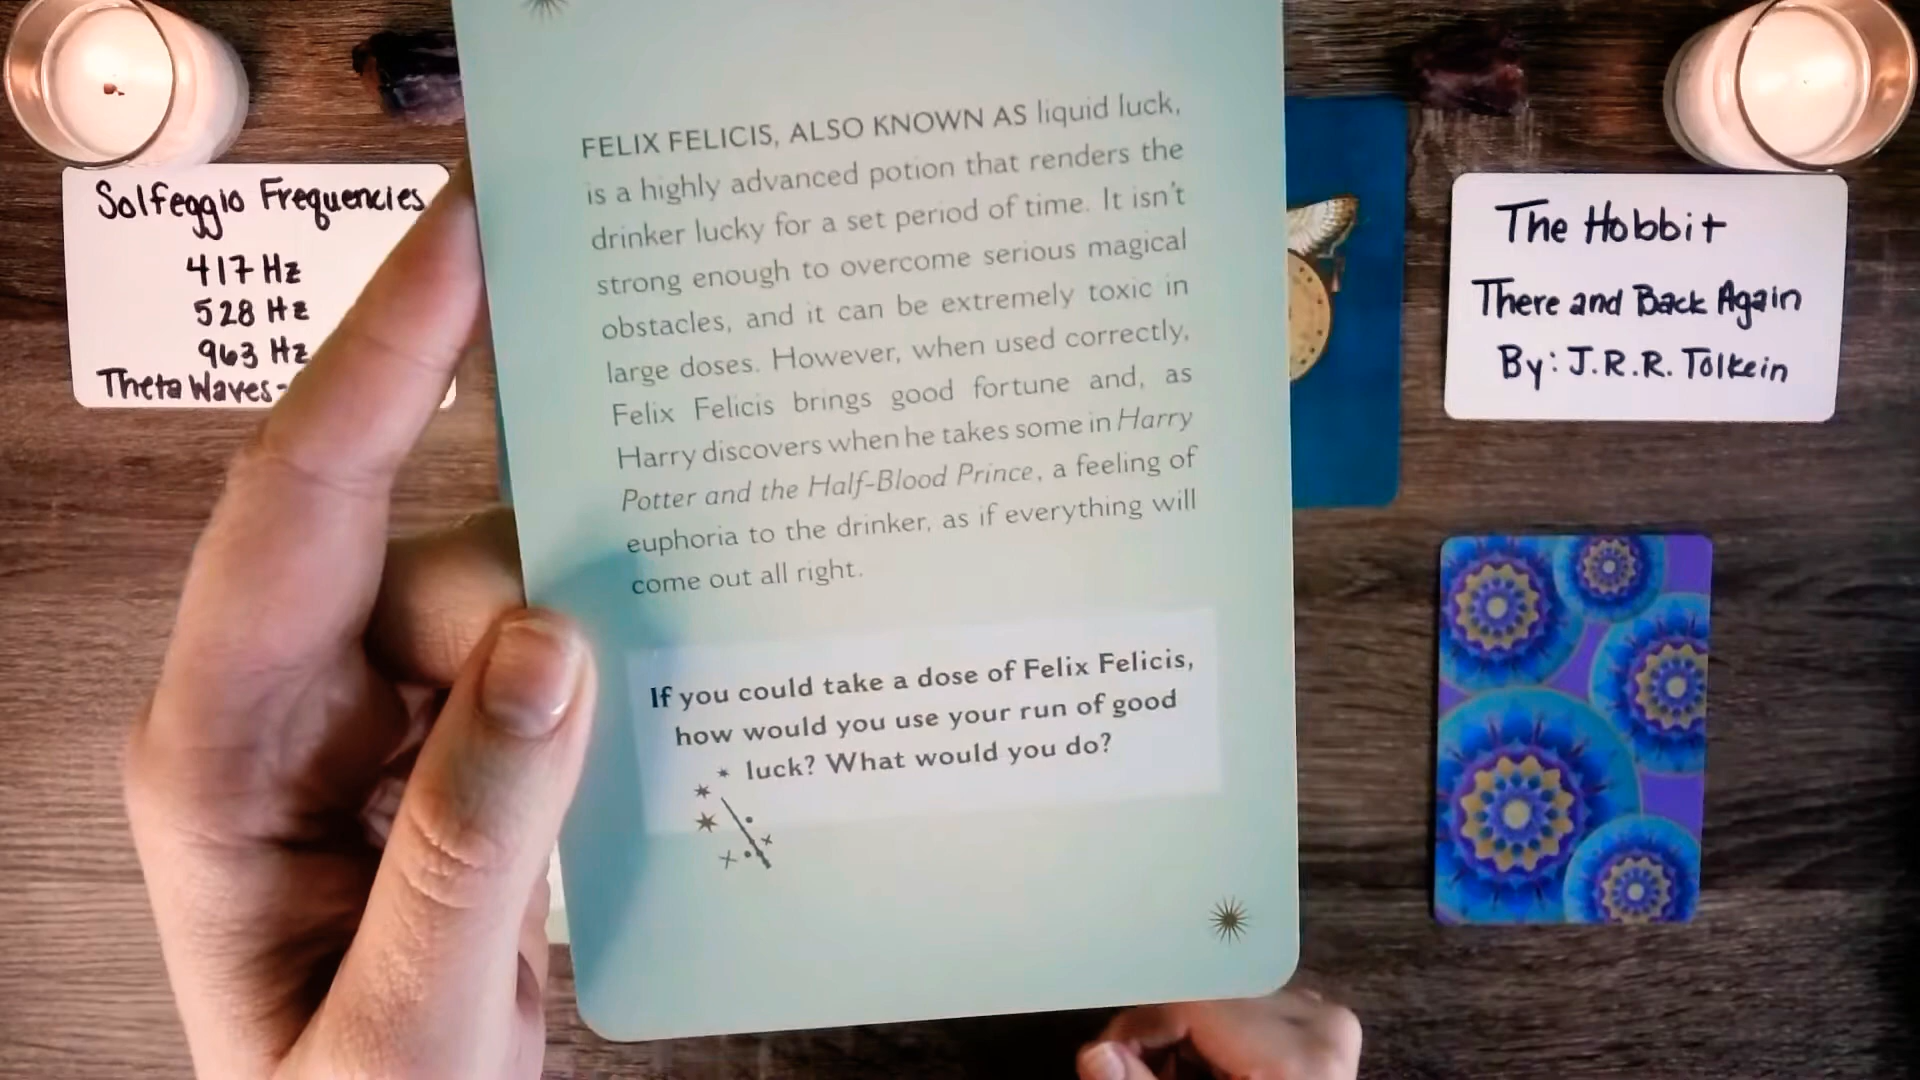 Solfeggio Frequencies
417 Hz
528 Hz
963 Hz
Theta Waves-
FELIX FELICIS, ALSO KNOWN AS liquid luck,
is a highly advanced potion that renders the
drinker lucky for a set period of time. It isn't
strong enough to overcome serious magical
obstacles, and it can be extremely toxic in
large doses. However, when used correctly,
Felix Felicis brings good fortune and, as
Harry discovers when he takes some in Harry
Potter and the Half-Blood Prince, a feeling of
euphoria to the drinker, as if everything will
come out all right.
If you could take a dose of Felix Felicis,
how would you use your run of good
luck? What would you do?
The Hobbit
There and Back Again
By: J.R.R. Tolkein